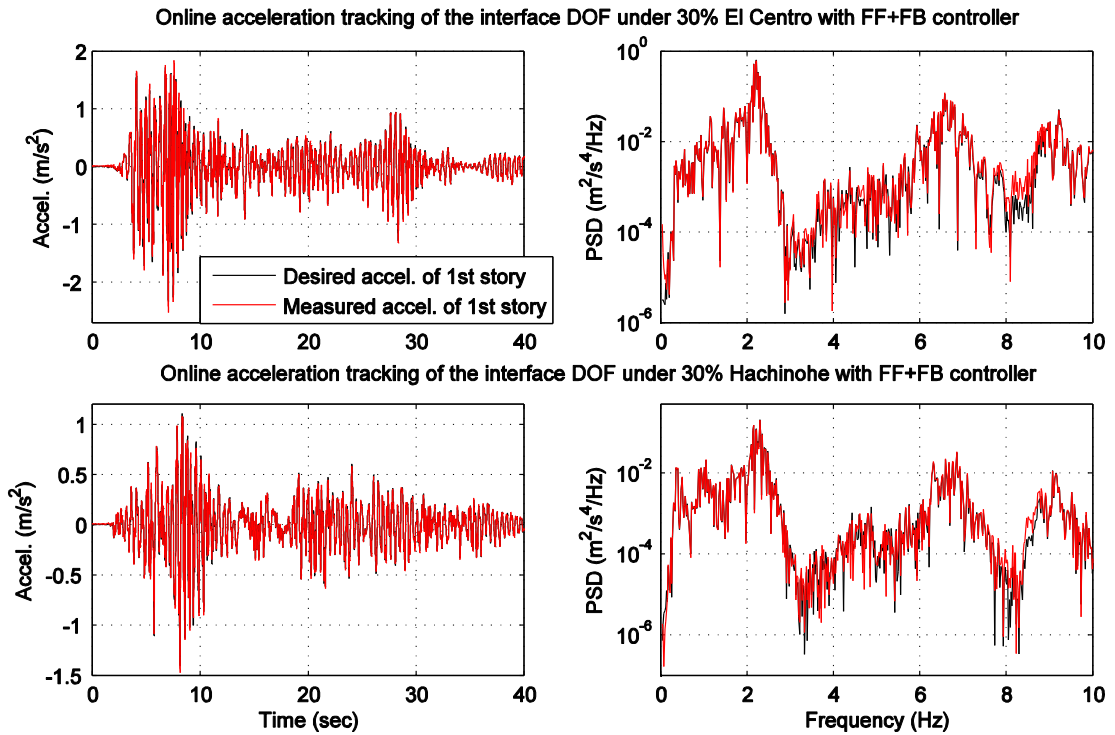 Online acceleration tracking of the interface DOF under 30% El Centro with FF+FB controller
2
1
0
-1
-2
Accel. (m/s²)
0 10 20 30 40
Desired accel. of 1st story
Measured accel. of 1st story
10⁰
10⁻²
10⁻⁴
10⁻⁶
PSD (m²/s⁴/Hz)
0 2 4 6 8 10
Online acceleration tracking of the interface DOF under 30% Hachinohe with FF+FB controller
1
0.5
0
-0.5
-1
-1.5
Accel. (m/s²)
0 10 20 30 40
Time (sec)
10⁻²
10⁻⁴
10⁻⁶
PSD (m²/s⁴/Hz)
0 2 4 6 8 10
Frequency (Hz)